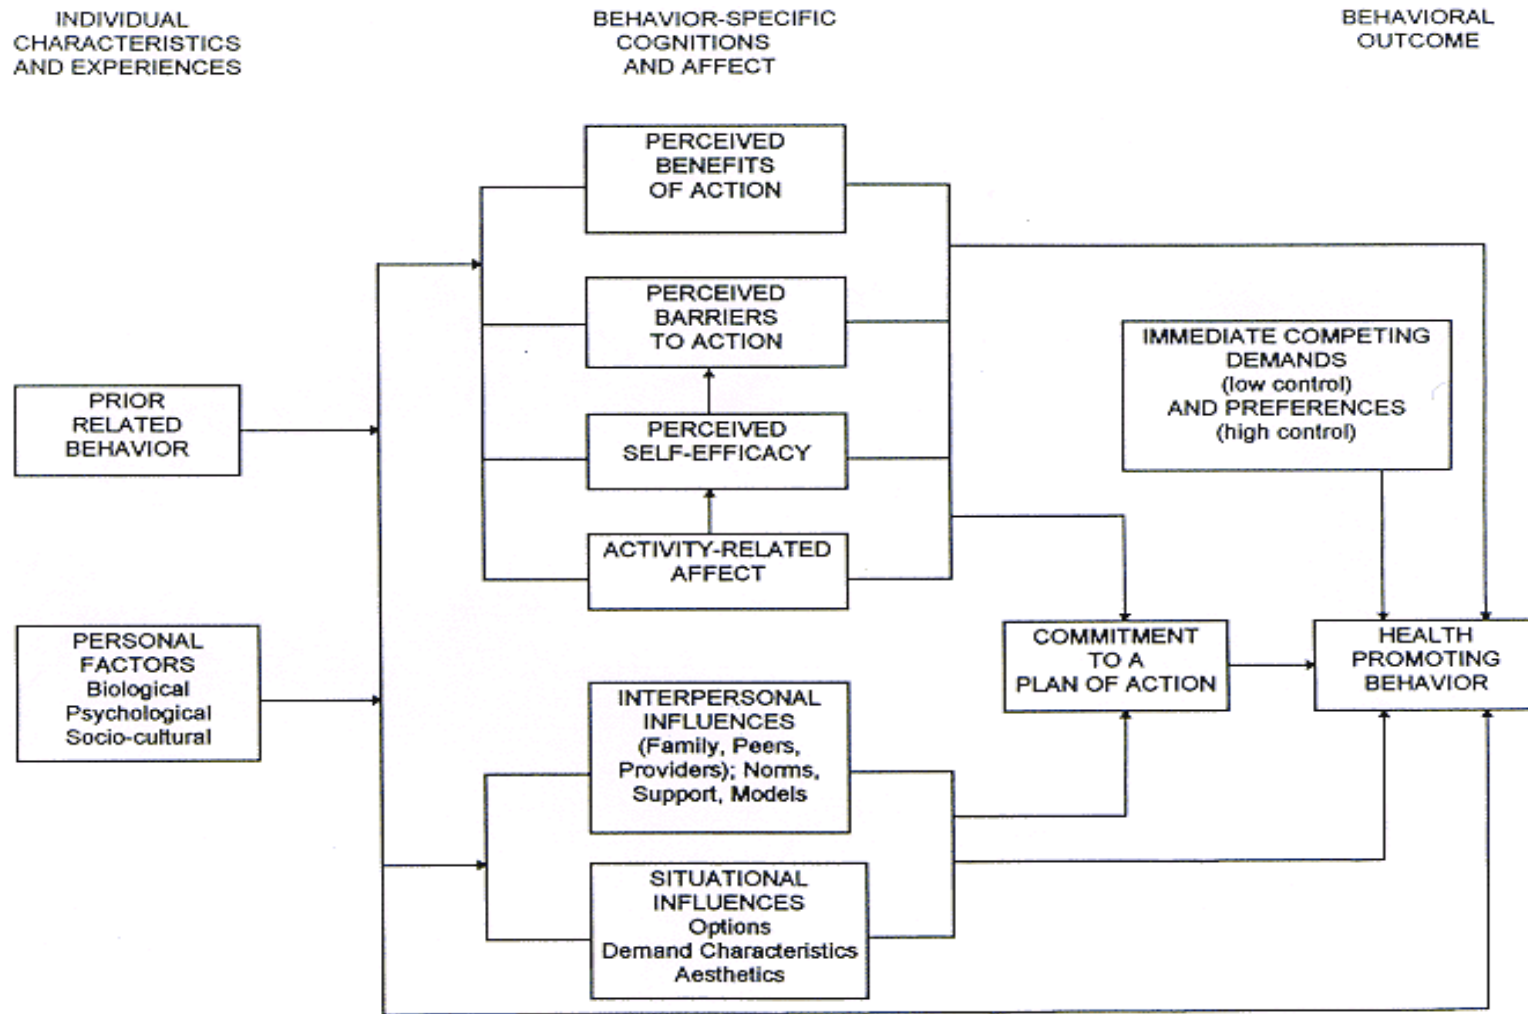 INDIVIDUAL
CHARACTERISTICS
AND EXPERIENCES
BEHAVIOR-SPECIFIC
COGNITIONS
AND AFFECT
BEHAVIORAL
OUTCOME
PERCEIVED
BENEFITS
OF ACTION
PERCEIVED
BARRIERS
TO ACTION
PERCEIVED
SELF-EFFICACY
ACTIVITY-RELATED
AFFECT
PRIOR
RELATED
BEHAVIOR
PERSONAL
FACTORS
Biological
Psychological
Socio-cultural
INTERPERSONAL
INFLUENCES
(Family, Peers,
Providers); Norms,
Support, Models
SITUATIONAL
INFLUENCES
Options
Demand Characteristics
Aesthetics
IMMEDIATE COMPETING
DEMANDS
(low control)
AND PREFERENCES
(high control)
COMMITMENT
TO A
PLAN OF ACTION
HEALTH
PROMOTING
BEHAVIOR